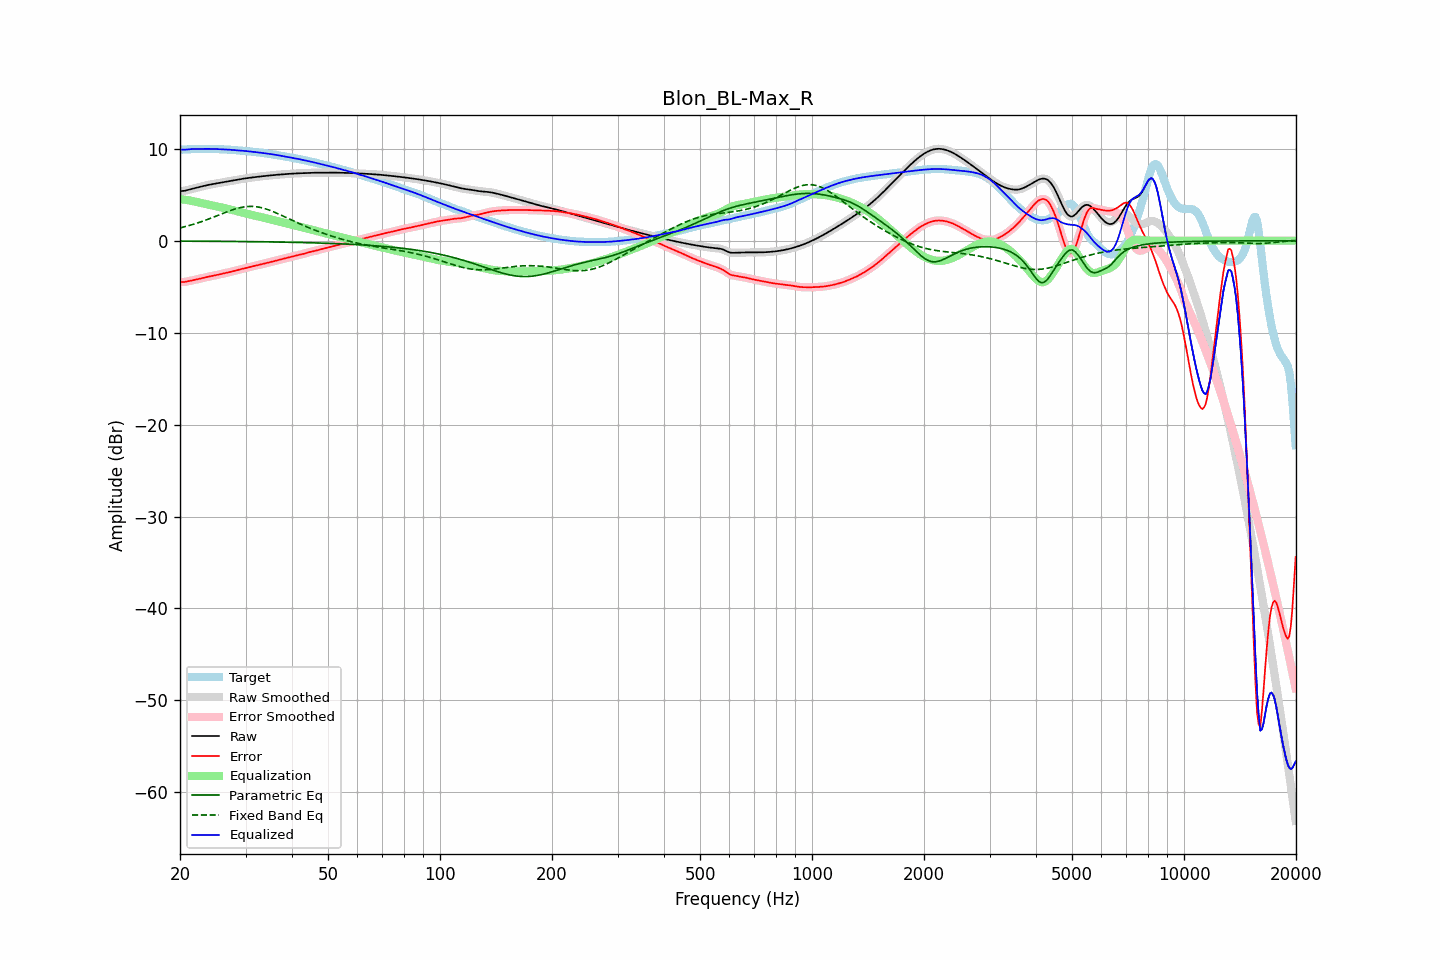 Blon_BL-Max_R
10
0
−10
−20
−30
−40
−50
−60
Amplitude (dBr)
Target
Raw Smoothed
Error Smoothed
Raw
Error
Equalization
Parametric Eq
Fixed Band Eq
Equalized
20 50 100 200 500 1000 2000 5000 10000 20000
Frequency (Hz)